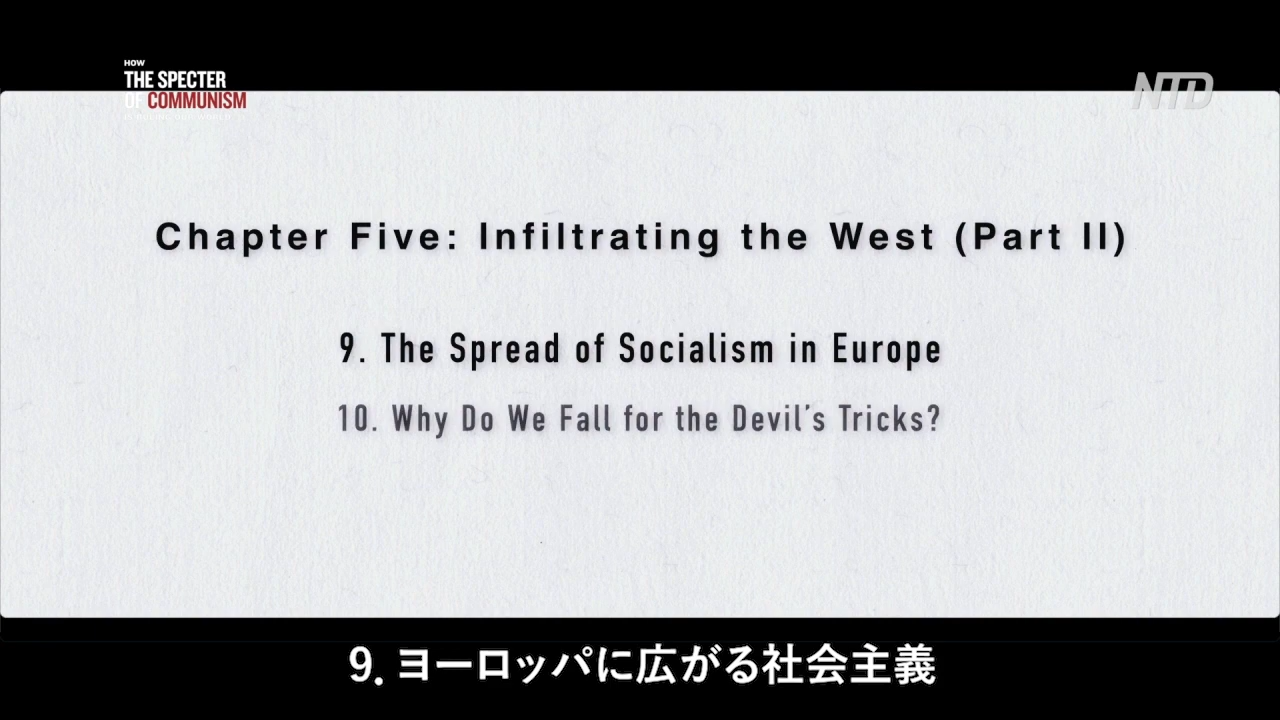 HOW
THE SPECTER
OF COMMUNISM
NTD
Chapter Five: Infiltrating the West (Part II)
9. The Spread of Socialism in Europe
10. Why Do We Fall for the Devil's Tricks?
9. ヨーロッパに広がる社会主義